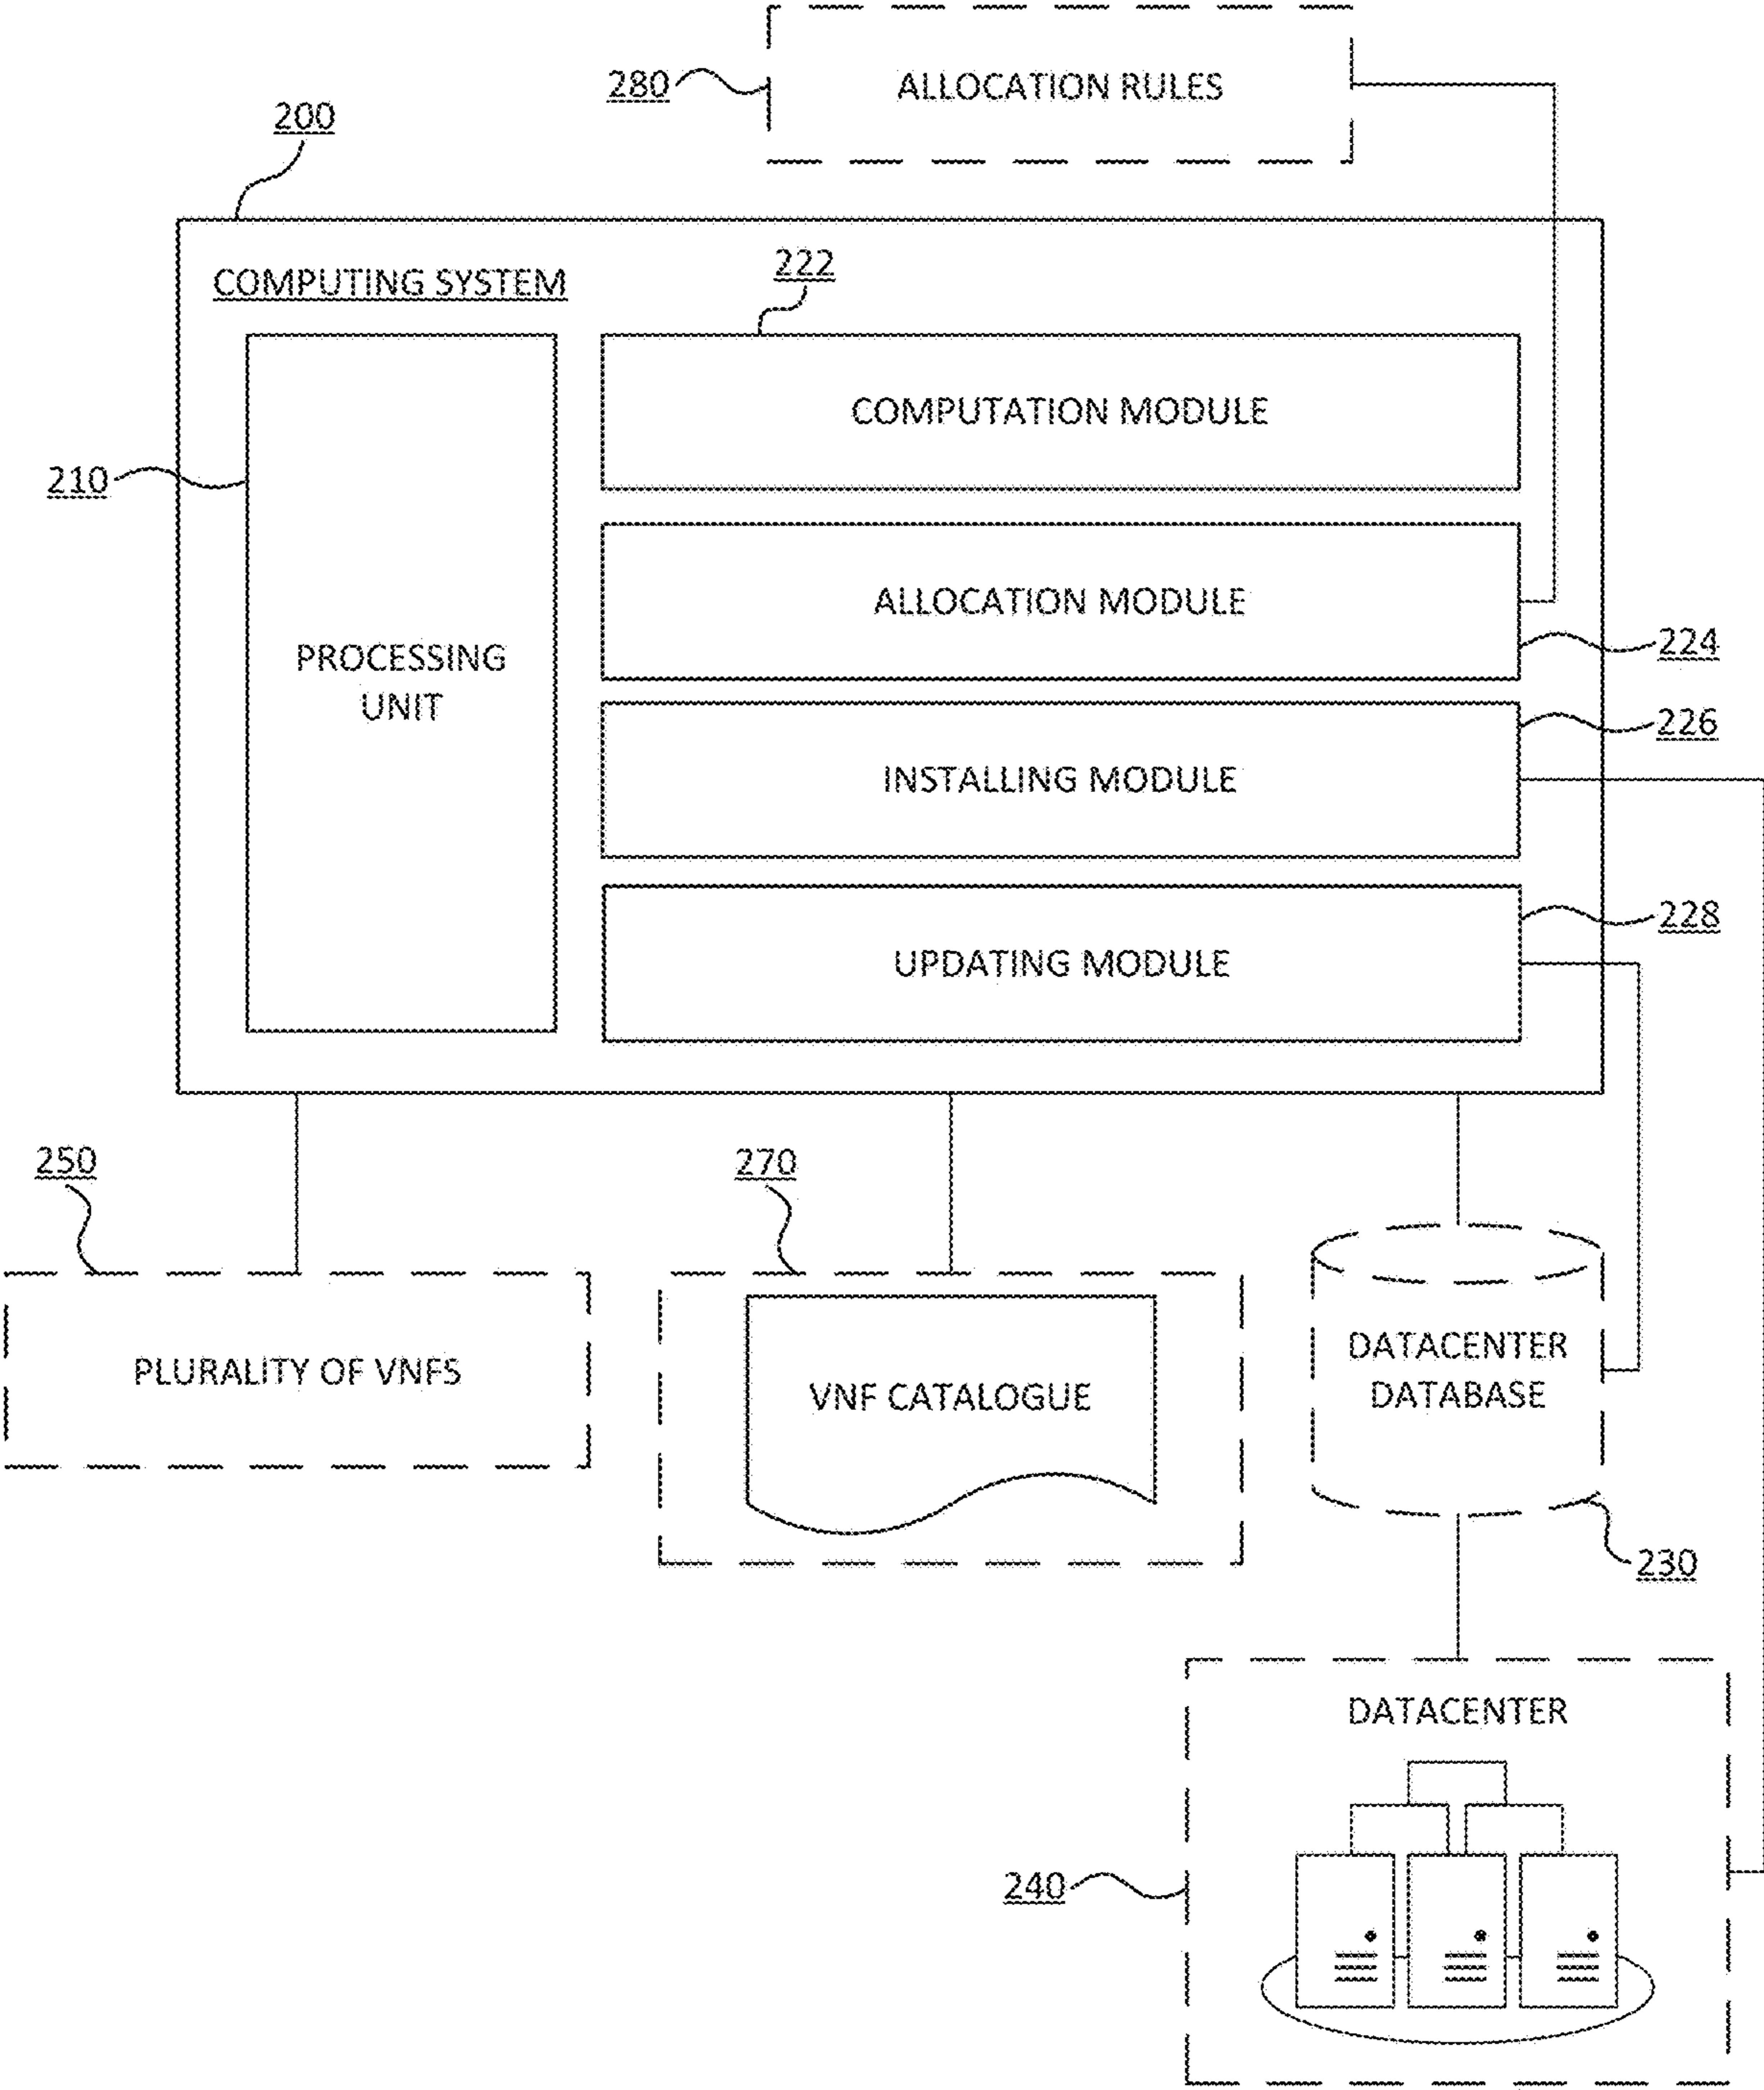 280
ALLOCATION RULES
200
COMPUTING SYSTEM
222
COMPUTATION MODULE
210
ALLOCATION MODULE
224
PROCESSING
UNIT
226
INSTALLING MODULE
228
UPDATING MODULE
250
270
PLURALITY OF VNFS
VNF CATALOGUE
DATACENTER
DATABASE
230
DATACENTER
240